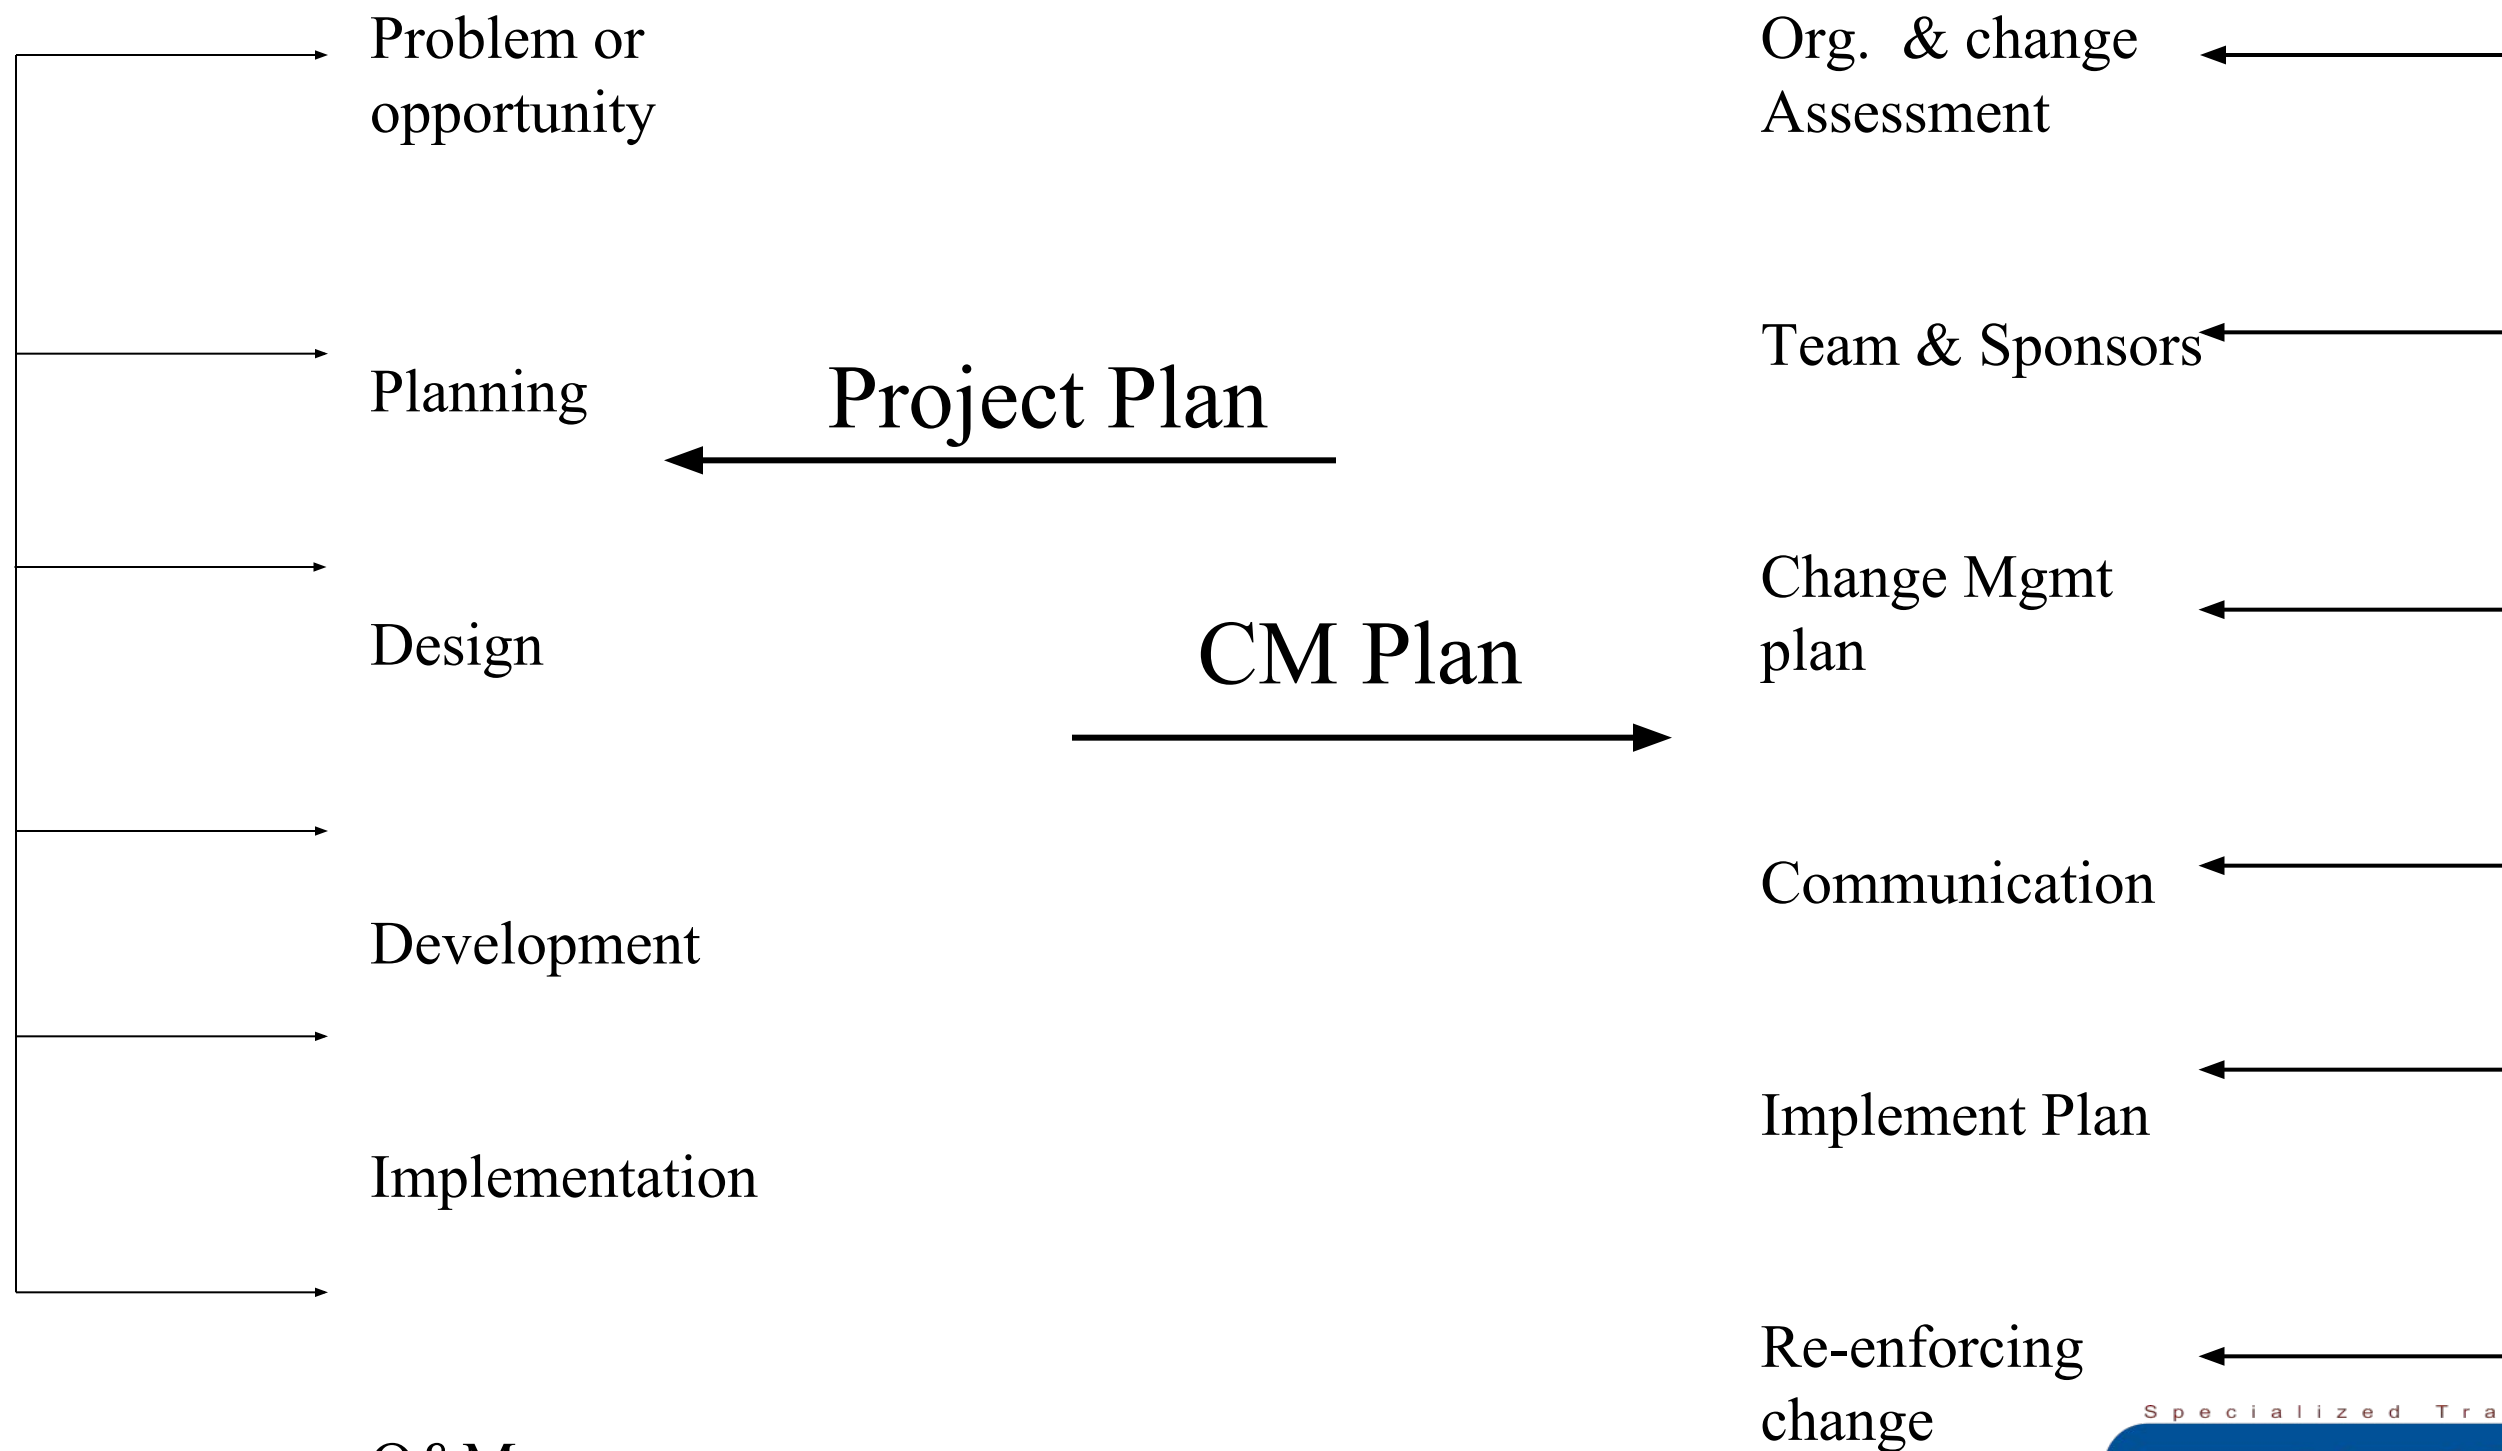 Problem or
opportunity
Planning
Design
Development
Implementation
Project Plan
CM Plan
Org. & change
Assessment
Team & Sponsors
Change Mgmt
plan
Communication
Implement Plan
Re-enforcing
change
Specialized